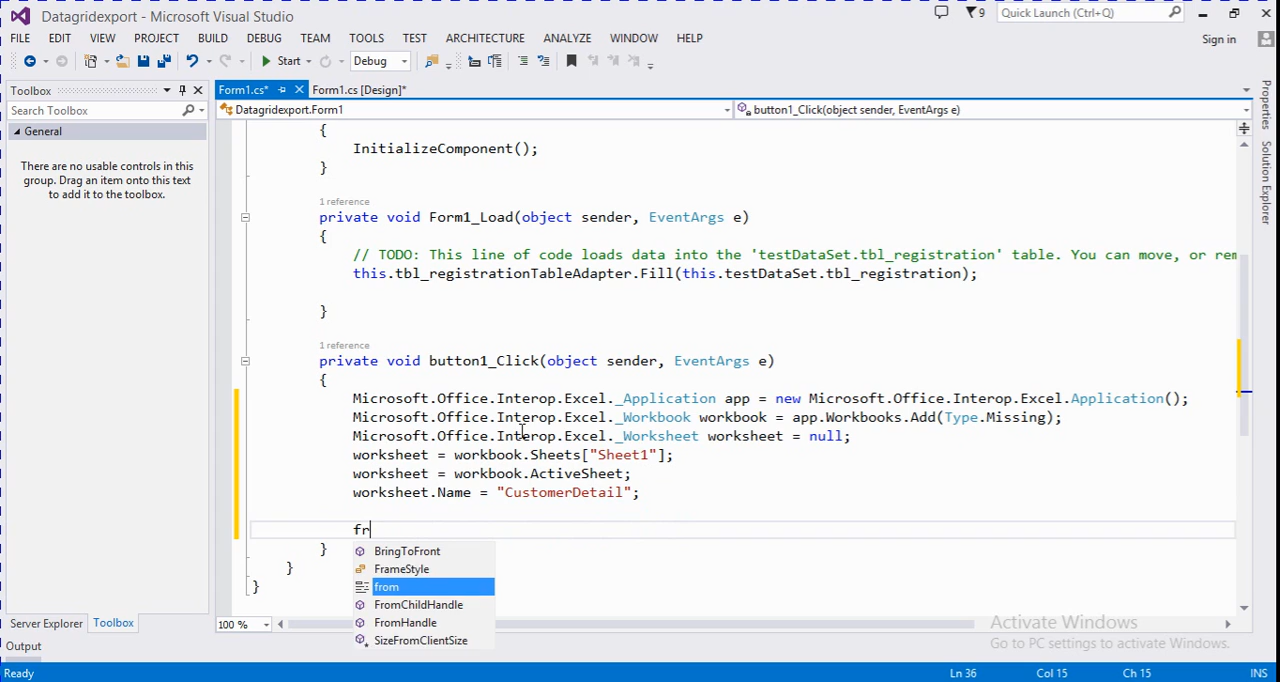 Datagridexport - Microsoft Visual Studio
9
Quick Launch (Ctrl+Q)
FILE EDIT VIEW PROJECT BUILD DEBUG TEAM TOOLS TEST ARCHITECTURE ANALYZE WINDOW HELP
Sign in
Start Debug
Toolbox
Form1.cs* Form1.cs [Design]*
Search Toolbox
Datagridexport.Form1
button1_Click(object sender, EventArgs e)
General
There are no usable controls in this
group. Drag an item onto this text
to add it to the toolbox.
Properties
Solution Explorer
{
InitializeComponent();
}
1 reference
private void Form1_Load(object sender, EventArgs e)
{
// TODO: This line of code loads data into the 'testDataSet.tbl_registration' table. You can move, or rem
this.tbl_registrationTableAdapter.Fill(this.testDataSet.tbl_registration);
}
1 reference
private void button1_Click(object sender, EventArgs e)
{
Microsoft.Office.Interop.Excel._Application app = new Microsoft.Office.Interop.Excel.Application();
Microsoft.Office.Interop.Excel._Workbook workbook = app.Workbooks.Add(Type.Missing);
Microsoft.Office.Interop.Excel._Worksheet worksheet = null;
worksheet = workbook.Sheets["Sheet1"];
worksheet = workbook.ActiveSheet;
worksheet.Name = "CustomerDetail";
fr
}
}
}
BringToFront
FrameStyle
from
FromChildHandle
FromHandle
SizeFromClientSize
Server Explorer Toolbox
100 %
Activate Windows
Go to PC settings to activate Windows.
Output
Ready
Ln 36 Col 15 Ch 15 INS